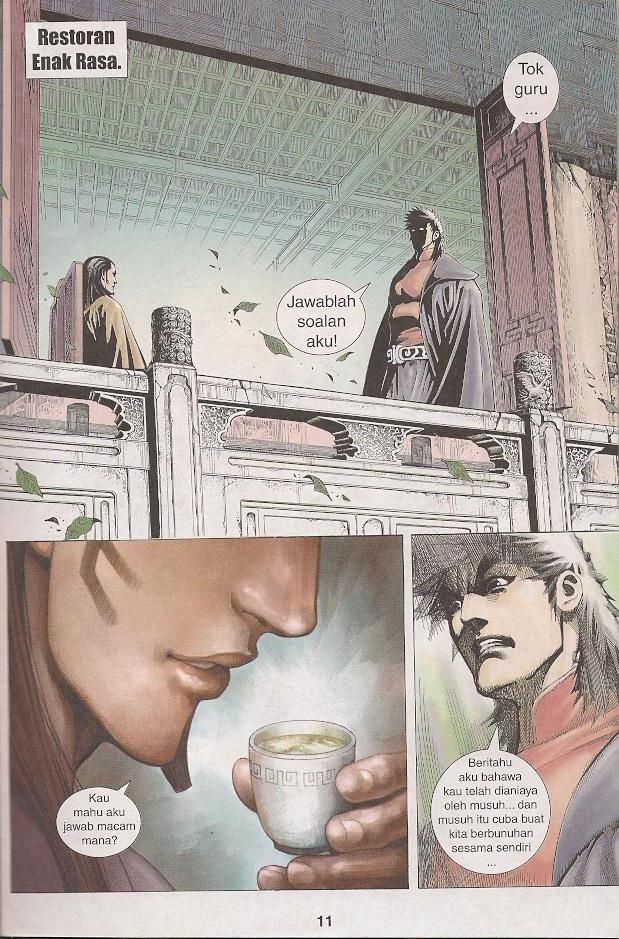 Restoran
Enak Rasa.
Tok
guru
...
Jawablah
soalan
aku!
Kau
mahu aku
jawab macam
mana?
Beritahu
aku bahawa
kau telah dianiaya
oleh musuh... dan
musuh itu cuba buat
kita berbunuhan
sesama sendiri
...
11